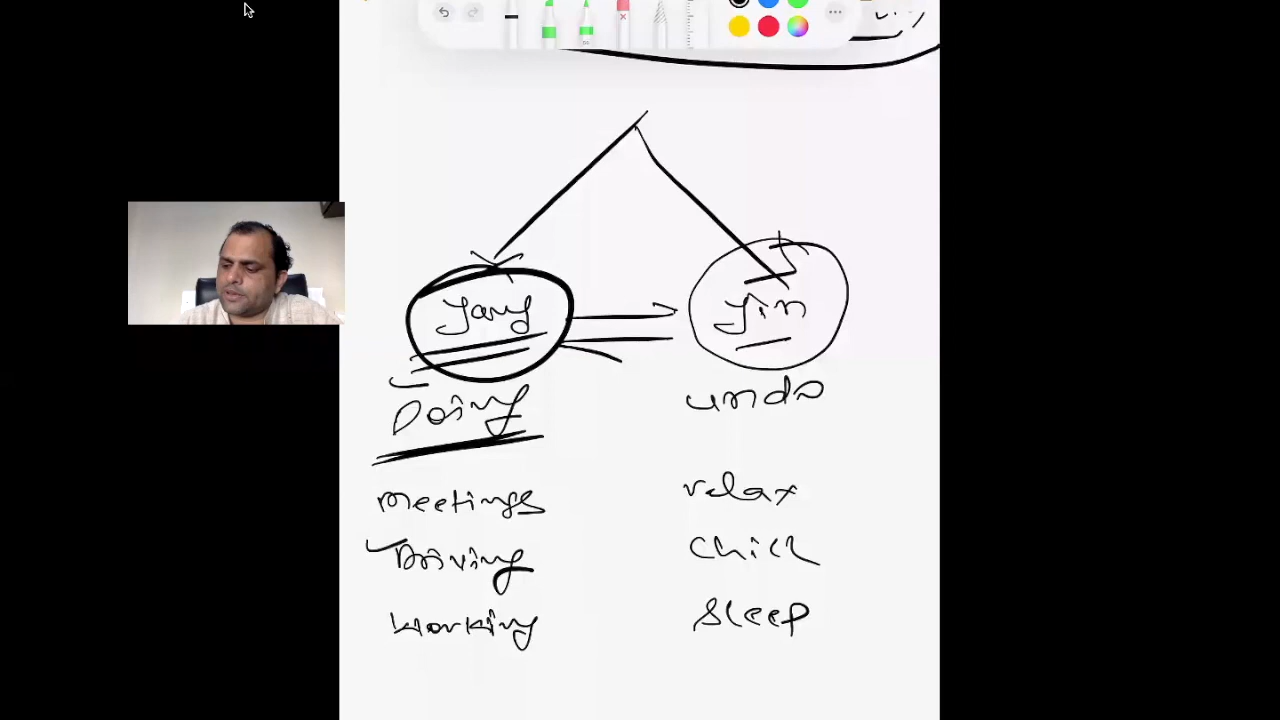 Yang yin
Doing undo
Meetings relax
Driving chill
working sleep